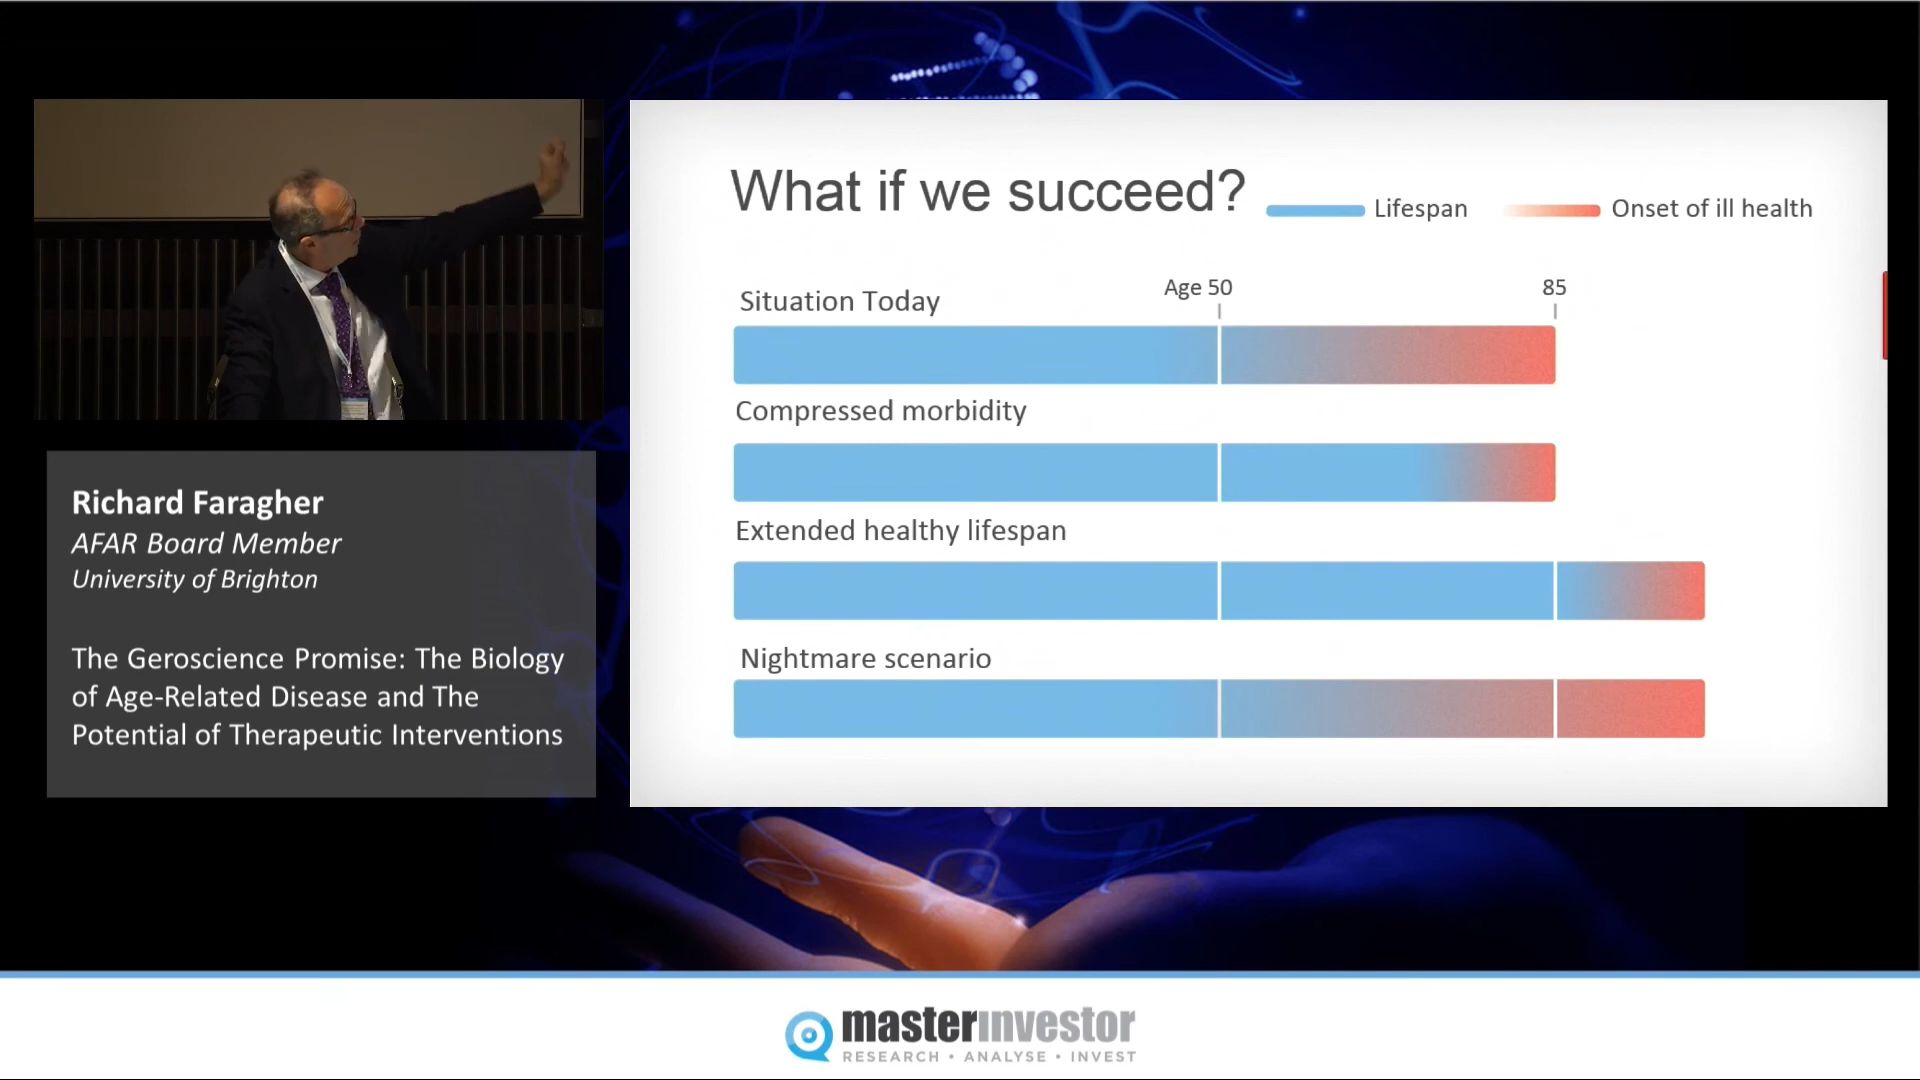 What if we succeed?
Lifespan
Onset of ill health
Situation Today
Age 50
85
Compressed morbidity
Extended healthy lifespan
Nightmare scenario
Richard Faragher
AFAR Board Member
University of Brighton
The Geroscience Promise: The Biology
of Age-Related Disease and The
Potential of Therapeutic Interventions
masterinvestor
RESEARCH • ANALYSE • INVEST